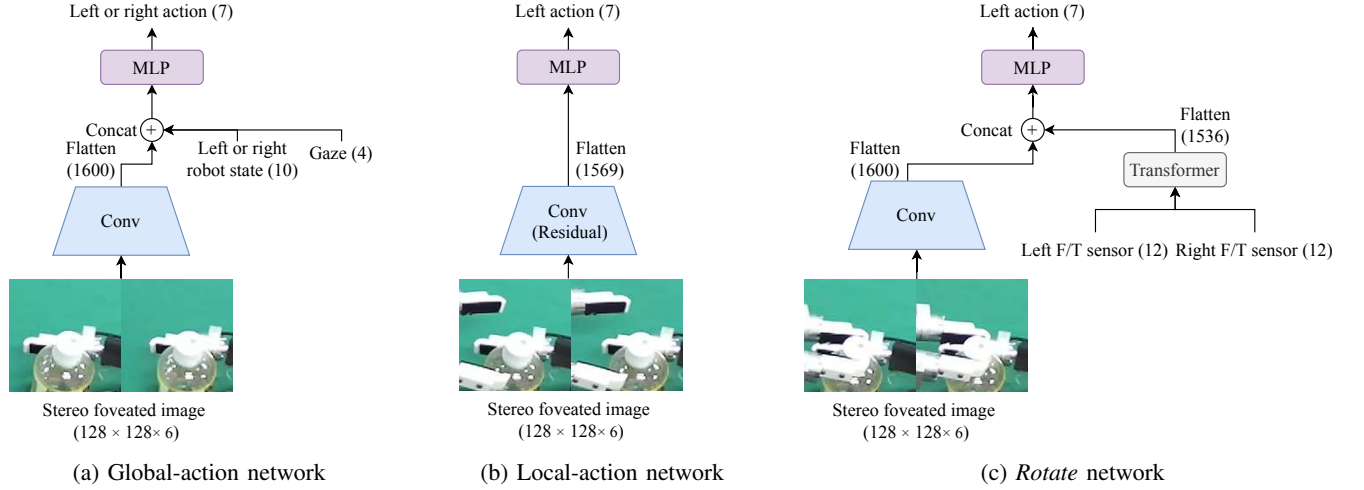 Left or right action (7)
MLP
Concat
+
Flatten
(1600)
Left or right
robot state (10)
Gaze (4)
Conv
Stereo foveated image
(128 × 128× 6)
(a) Global-action network
Left action (7)
MLP
Flatten
(1569)
Conv
(Residual)
Stereo foveated image
(128 × 128× 6)
(b) Local-action network
Left action (7)
MLP
Concat
+
Flatten
(1536)
Flatten
(1600)
Transformer
Conv
Left F/T sensor (12)
Right F/T sensor (12)
Stereo foveated image
(128 × 128× 6)
(c) Rotate network